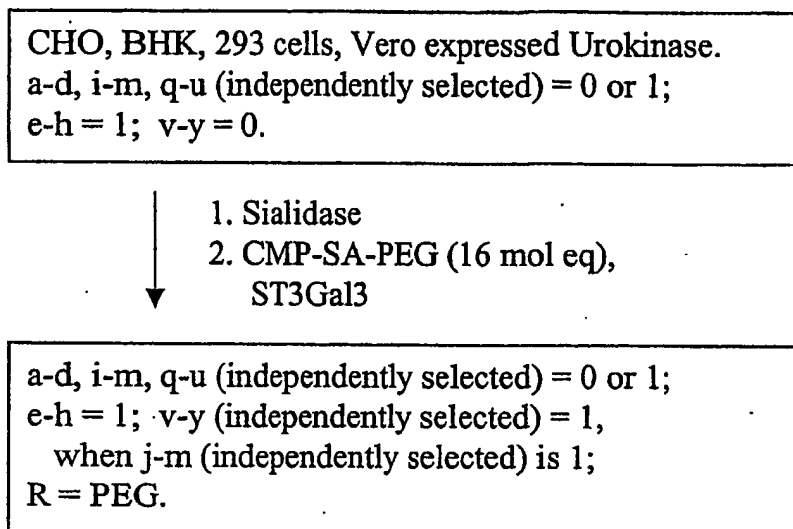 CHO, BHK, 293 cells, Vero expressed Urokinase.
a-d, i-m, q-u (independently selected) = 0 or 1;
e-h = 1; v-y = 0.
1. Sialidase
2. CMP-SA-PEG (16 mol eq),
ST3Gal3
a-d, i-m, q-u (independently selected) = 0 or 1;
e-h = 1; v-y (independently selected) = 1,
when j-m (independently selected) is 1;
R = PEG.